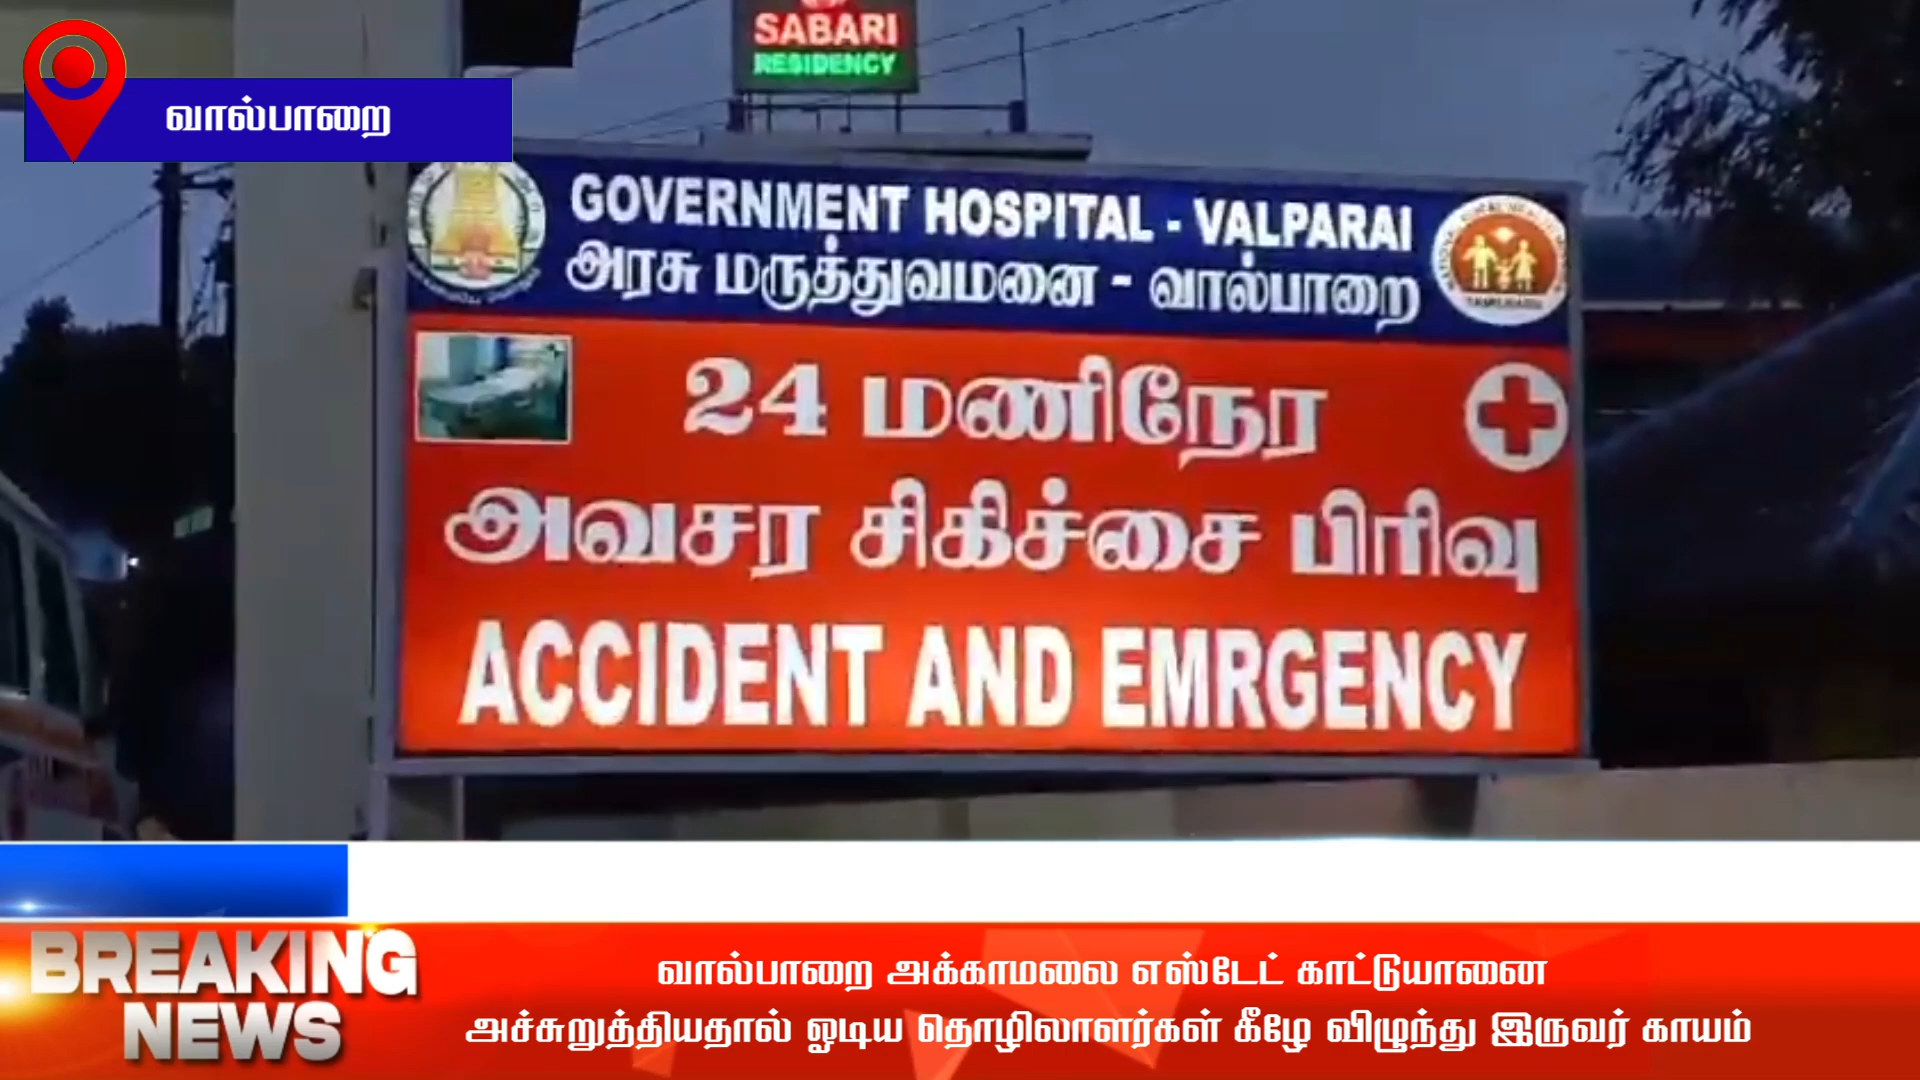 SABARI
RESIDENCY
வால்பாறை
GOVERNMENT HOSPITAL - VALPARAI
அரசு மருத்துவமனை - வால்பாறை
24 மணிநேர
அவசர சிகிச்சை பிரிவு
ACCIDENT AND EMRGENCY
BREAKING
NEWS
வால்பாறை அக்காமலை எஸ்டேட் காட்டுயானை
அச்சுறுத்தியதால் ஓடிய தொழிலாளர்கள் கீழே விழுந்து இருவர் காயம்